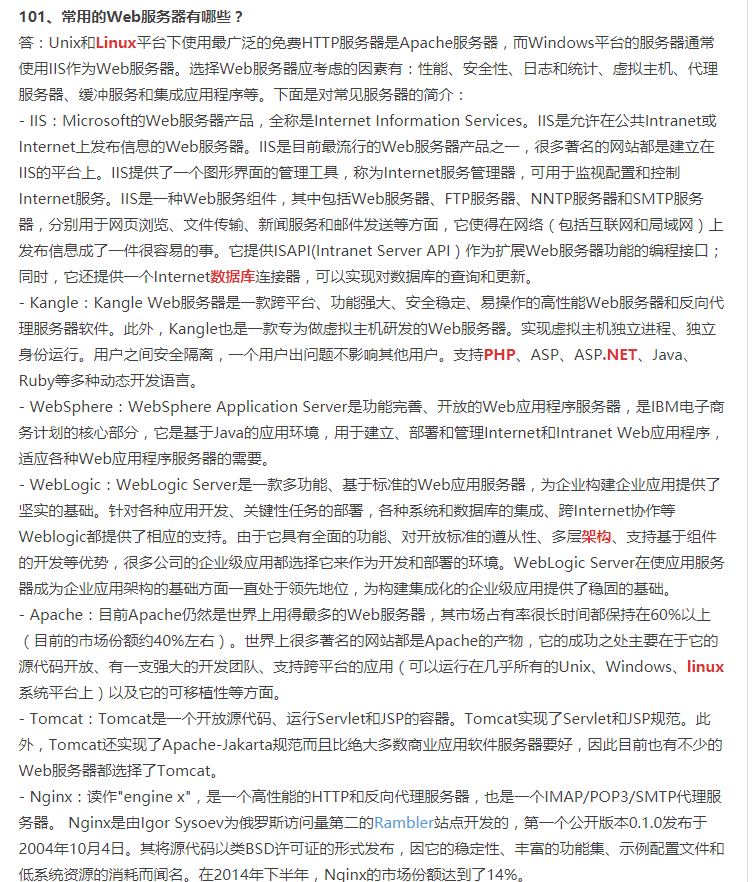 101、常用的Web服务器有哪些？
答：Unix和Linux平台下使用最广泛的免费HTTP服务器是Apache服务器，而Windows平台的服务器通常
使用IIS作为Web服务器。选择Web服务器应考虑的因素有：性能、安全性、日志和统计、虚拟主机、代理
服务器、缓冲服务和集成应用程序等。下面是对常见服务器的简介：
- IIS：Microsoft的Web服务器产品，全称是Internet Information Services。IIS是允许在公共Intranet或
Internet上发布信息的Web服务器。IIS是目前最流行的Web服务器产品之一，很多著名的网站都是建立在
IIS的平台上。IIS提供了一个图形界面的管理工具，称为Internet服务管理器，可用于监视配置和控制
Internet服务。IIS是一种Web服务组件，其中包括Web服务器、FTP服务器、NNTP服务器和SMTP服务
器，分别用于网页浏览、文件传输、新闻服务和邮件发送等方面，它使得在网络（包括互联网和局域网）上
发布信息成了一件很容易的事。它提供ISAPI(Intranet Server API）作为扩展Web服务器功能的编程接口；
同时，它还提供一个Internet数据库连接器，可以实现对数据库的查询和更新。
- Kangle：Kangle Web服务器是一款跨平台、功能强大、安全稳定、易操作的高性能Web服务器和反向代
理服务器软件。此外，Kangle也是一款专为做虚拟主机研发的Web服务器。实现虚拟主机独立进程、独立
身份运行。用户之间安全隔离，一个用户出问题不影响其他用户。支持PHP、ASP、ASP.NET、Java、
Ruby等多种动态开发语言。
- WebSphere：WebSphere Application Server是功能完善、开放的Web应用程序服务器，是IBM电子商
务计划的核心部分，它是基于Java的应用环境，用于建立、部署和管理Internet和Intranet Web应用程序，
适应各种Web应用程序服务器的需要。
- WebLogic：WebLogic Server是一款多功能、基于标准的Web应用服务器，为企业构建企业应用提供了
坚实的基础。针对各种应用开发、关键性任务的部署，各种系统和数据库的集成、跨Internet协作等
Weblogic都提供了相应的支持。由于它具有全面的功能、对开放标准的遵从性、多层架构、支持基于组件
的开发等优势，很多公司的企业级应用都选择它来作为开发和部署的环境。WebLogic Server在使应用服务
器成为企业应用架构的基础方面一直处于领先地位，为构建集成化的企业级应用提供了稳固的基础。
- Apache：目前Apache仍然是世界上用得最多的Web服务器，其市场占有率很长时间都保持在60%以上
（目前的市场份额约40%左右）。世界上很多著名的网站都是Apache的产物，它的成功之处主要在于它的
源代码开放、有一支强大的开发团队、支持跨平台的应用（可以运行在几乎所有的Unix、Windows、linux
系统平台上）以及它的可移植性等方面。
- Tomcat：Tomcat是一个开放源代码、运行Servlet和JSP的容器。Tomcat实现了Servlet和JSP规范。此
外，Tomcat还实现了Apache-Jakarta规范而且比绝大多数商业应用软件服务器要好，因此目前也有不少的
Web服务器都选择了Tomcat。
- Nginx：读作"engine x"，是一个高性能的HTTP和反向代理服务器，也是一个IMAP/POP3/SMTP代理服
务器。 Nginx是由Igor Sysoev为俄罗斯访问量第二的Rambler站点开发的，第一个公开版本0.1.0发布于
2004年10月4日。其将源代码以类BSD许可证的形式发布，因它的稳定性、丰富的功能集、示例配置文件和
低系统资源的消耗而闻名。在2014年下半年，Nginx的市场份额达到了14%。